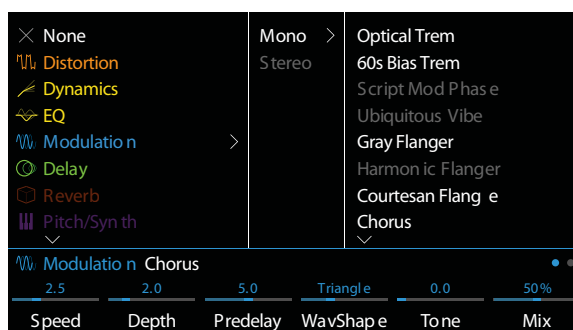 None
Distortion
Dynamics
EQ
Modulation
Delay
Reverb
Pitch/Synth
Mono
Stereo
Optical Trem
60s Bias Trem
Script Mod Phase
Ubiquitous Vibe
Gray Flanger
Harmonic Flanger
Courtesan Flange
Chorus
Modulation Chorus
2.5 2.0 5.0 Triangle 0.0 50%
Speed Depth Predelay WavShape Tone Mix